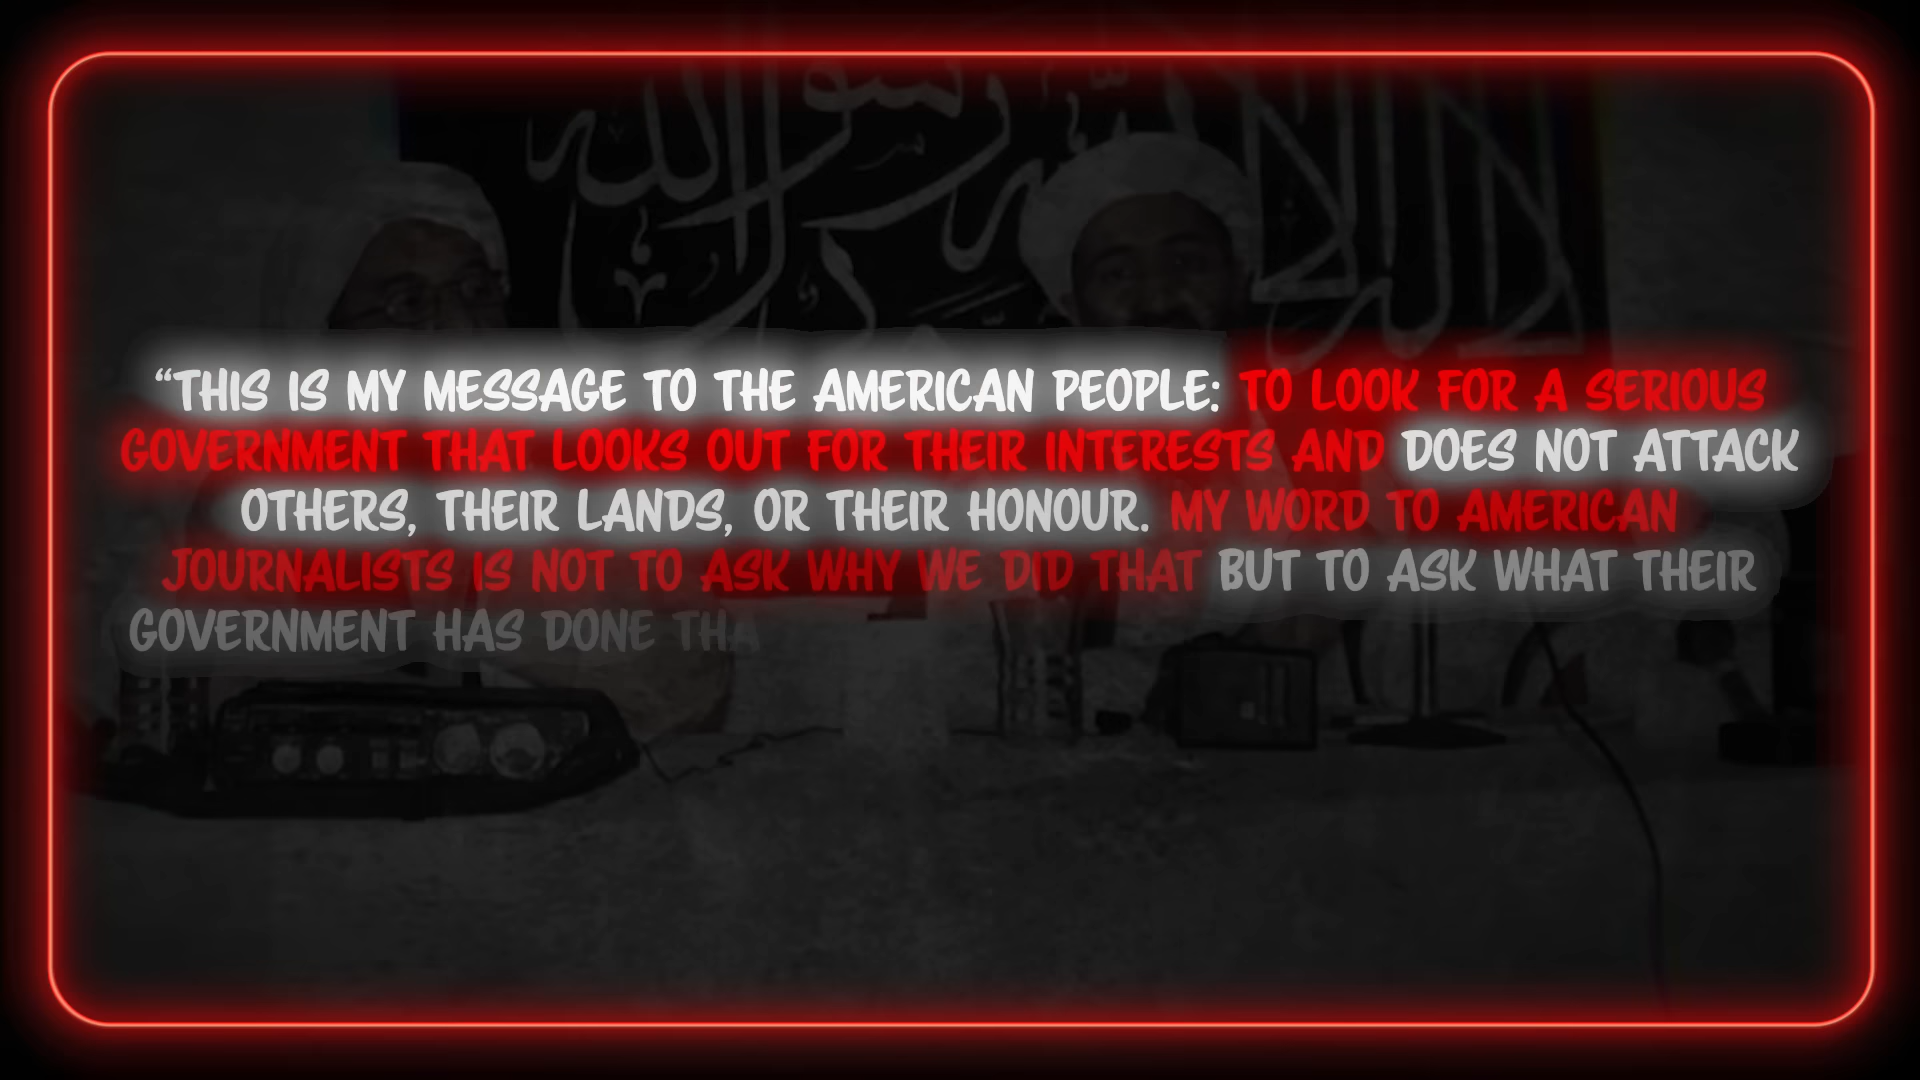 “THIS IS MY MESSAGE TO THE AMERICAN PEOPLE: TO LOOK FOR A SERIOUS
GOVERNMENT THAT LOOKS OUT FOR THEIR INTERESTS AND DOES NOT ATTACK
OTHERS, THEIR LANDS, OR THEIR HONOUR. MY WORD TO AMERICAN
JOURNALISTS IS NOT TO ASK WHY WE DID THAT BUT TO ASK WHAT THEIR
GOVERNMENT HAS DONE THA